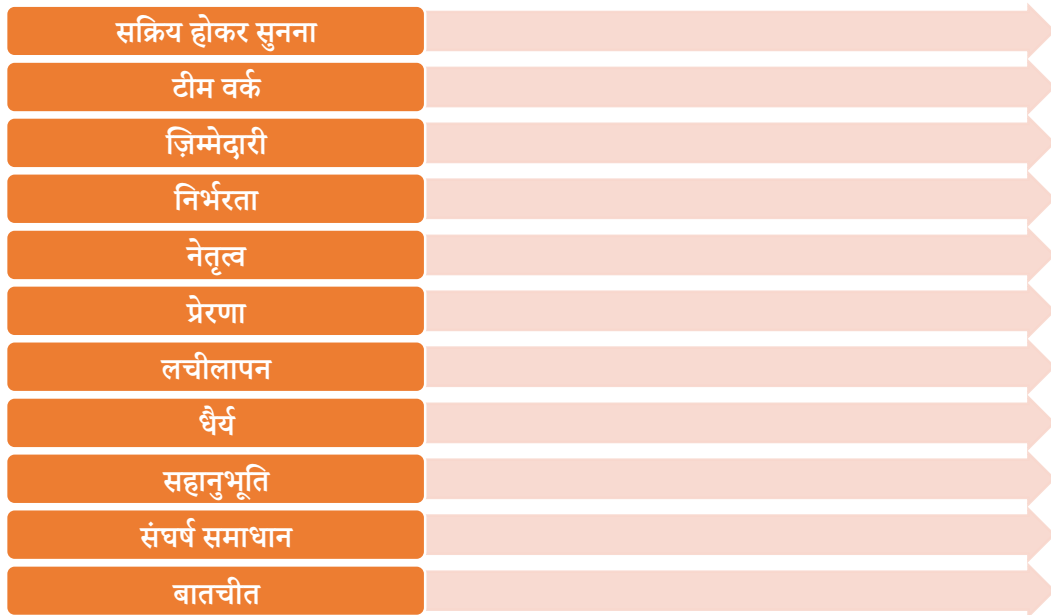 सक्रिय होकर सुनना
टीम वर्क
ज़िम्मेदारी
निर्भरता
नेतृत्व
प्रेरणा
लचीलापन
धैर्य
सहानुभूति
संघर्ष समाधान
बातचीत